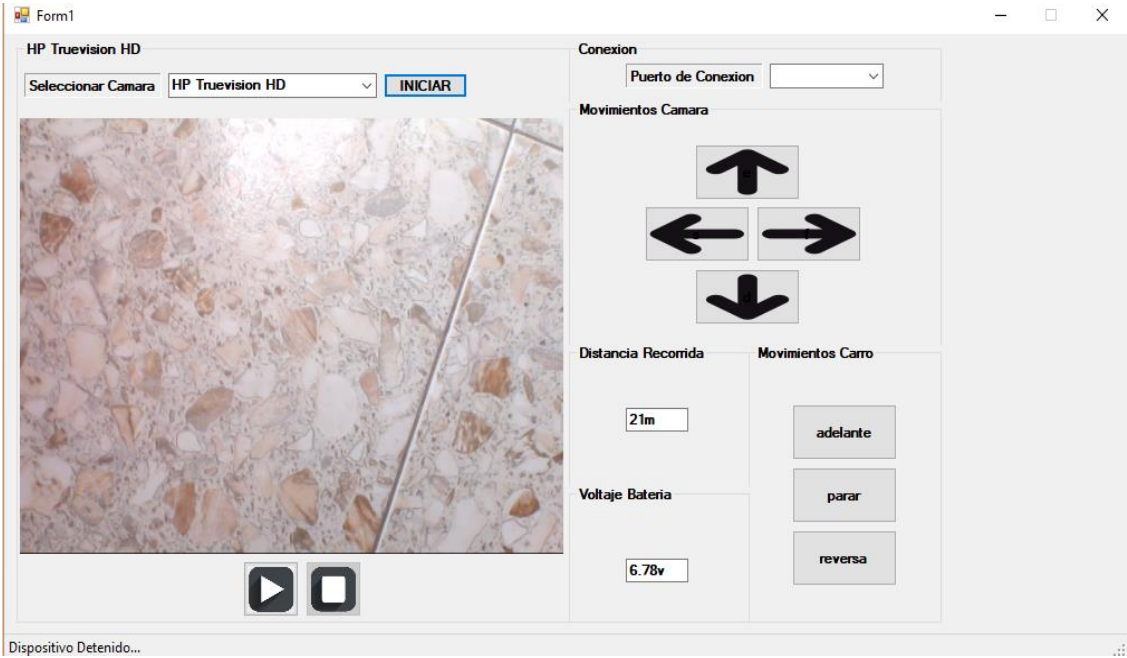 Form1
HP Truevision HD
Seleccionar Camara HP Truevision HD INICIAR
Conexion
Puerto de Conexion
Movimientos Camara
e
d
Distancia Recorrida
21m
Movimientos Carro
adelante
parar
reversa
Voltaje Bateria
6.78v
Dispositivo Detenido...